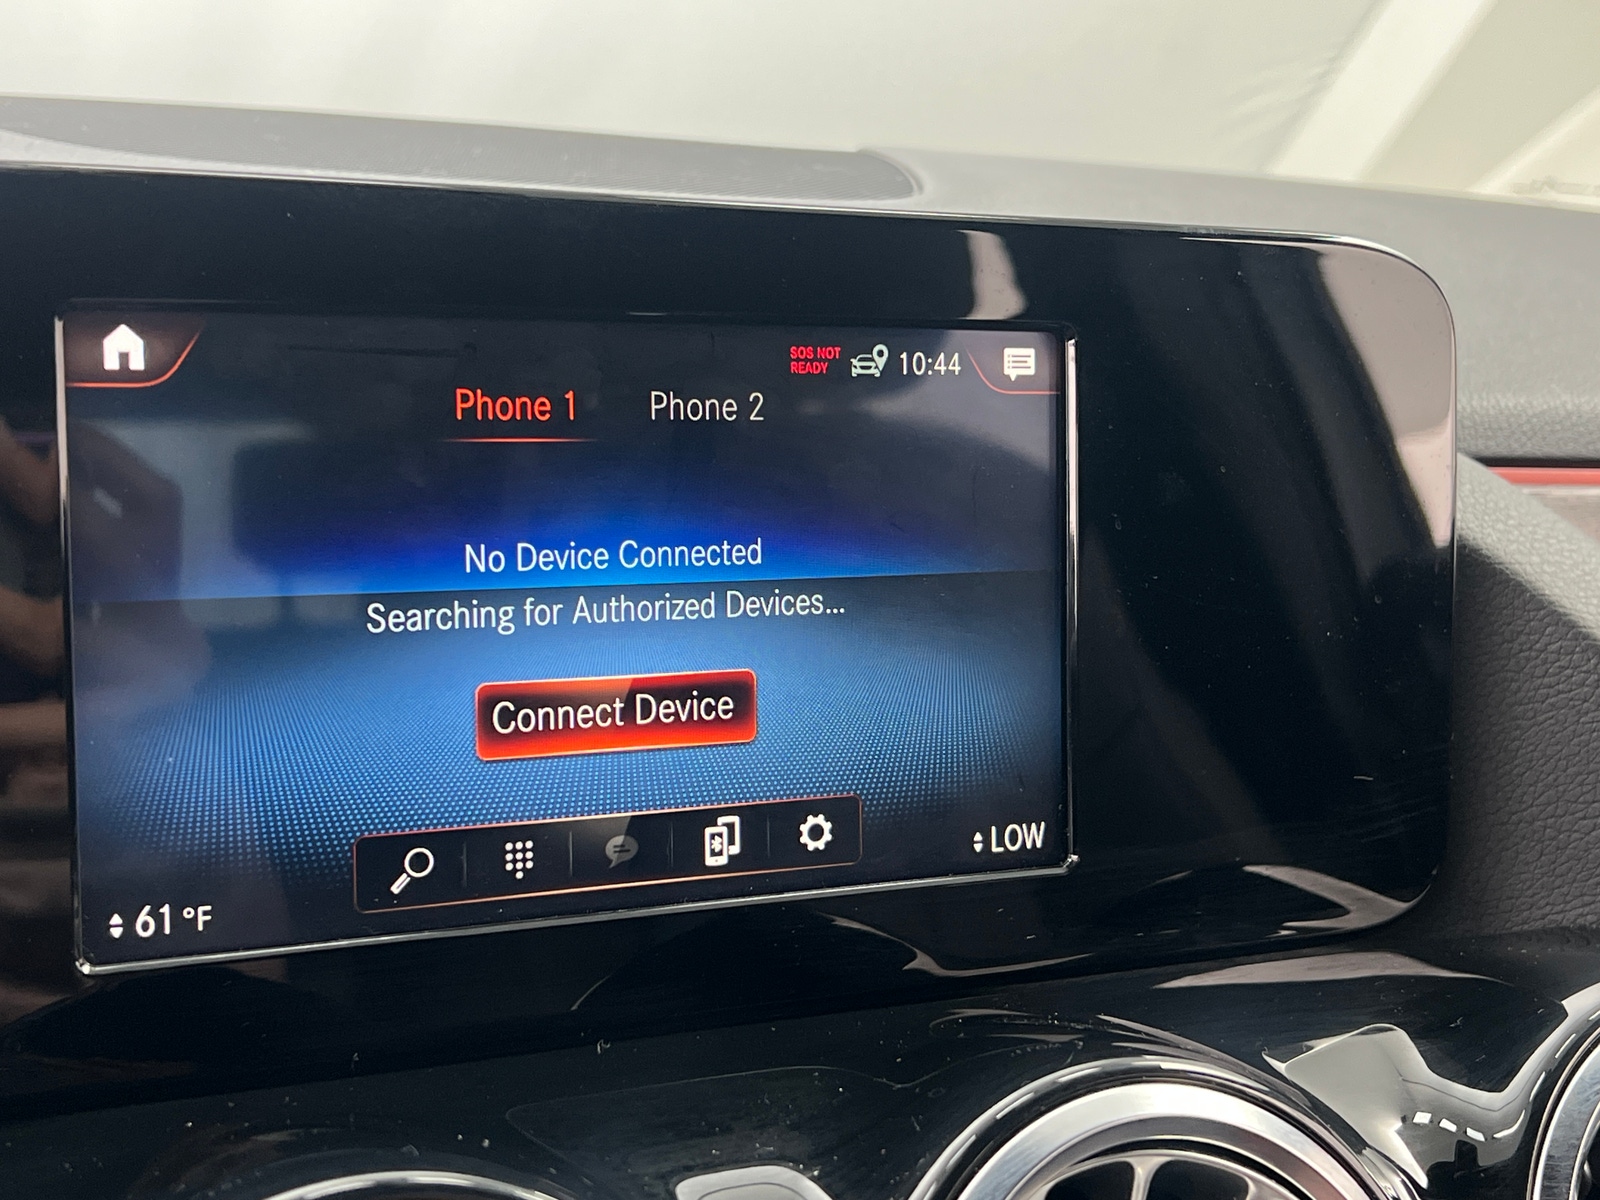 SOS NOT
READY
10:44
Phone 1
Phone 2
No Device Connected
Searching for Authorized Devices...
Connect Device
LOW
61 °F